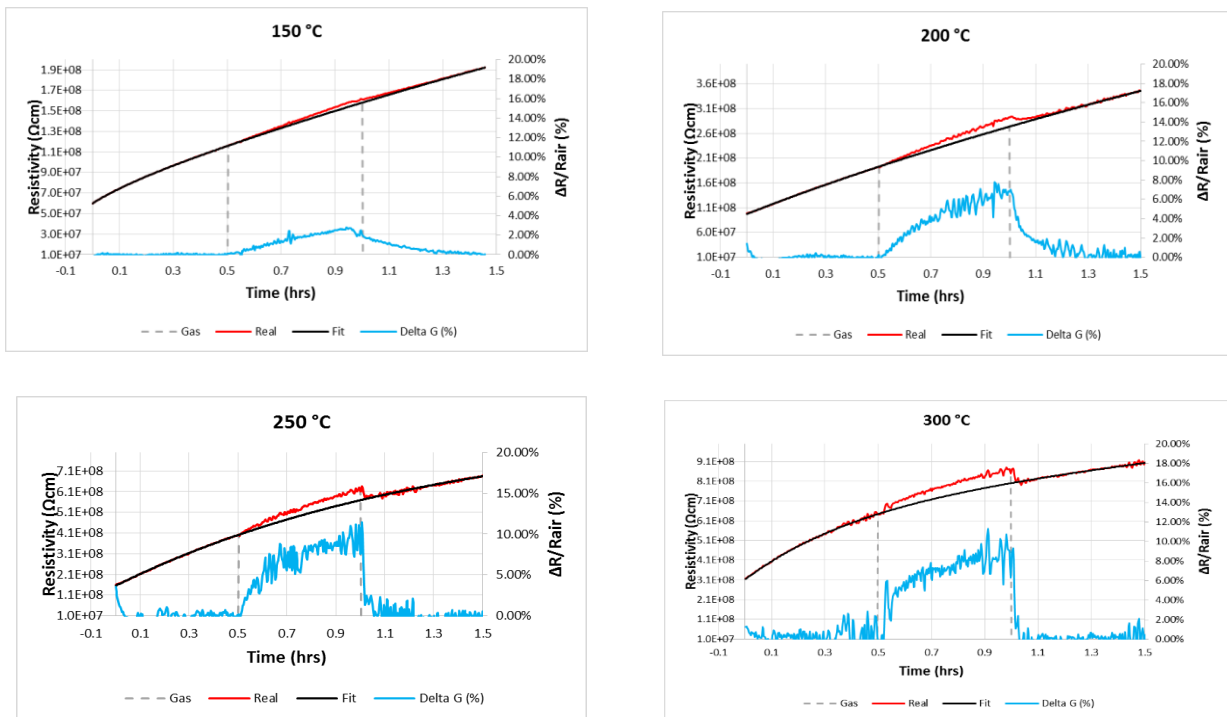 150 °C
Resistivity (Ωcm)
1.9E+08
1.7E+08
1.5E+08
1.3E+08
1.1E+08
9.0E+07
7.0E+07
5.0E+07
3.0E+07
1.0E+07
20.00%
18.00%
16.00%
14.00%
12.00%
10.00%
8.00%
6.00%
4.00%
2.00%
0.00%
ΔR/Rair (%)
-0.1 0.1 0.3 0.5 0.7 0.9 1.1 1.3 1.5
Time (hrs)
Gas Real Fit Delta G (%)
200 °C
Resistivity (Ωcm)
3.6E+08
3.1E+08
2.6E+08
2.1E+08
1.6E+08
1.1E+08
6.0E+07
1.0E+07
20.00%
18.00%
16.00%
14.00%
12.00%
10.00%
8.00%
6.00%
4.00%
2.00%
0.00%
ΔR/Rair (%)
-0.1 0.1 0.3 0.5 0.7 0.9 1.1 1.3 1.5
Time (hrs)
Gas Real Fit Delta G (%)
250 °C
Resistivity (Ωcm)
7.1E+08
6.1E+08
5.1E+08
4.1E+08
3.1E+08
2.1E+08
1.1E+08
1.0E+07
20.00%
15.00%
10.00%
5.00%
0.00%
ΔR/Rair (%)
-0.1 0.1 0.3 0.5 0.7 0.9 1.1 1.3 1.5
Time (hrs)
Gas Real Fit Delta G (%)
300 °C
Resistivity (Ωcm)
9.1E+08
8.1E+08
7.1E+08
6.1E+08
5.1E+08
4.1E+08
3.1E+08
2.1E+08
1.1E+08
1.0E+07
20.00%
18.00%
16.00%
14.00%
12.00%
10.00%
8.00%
6.00%
4.00%
2.00%
0.00%
ΔR/Rair (%)
-0.1 0.1 0.3 0.5 0.7 0.9 1.1 1.3 1.5
Time (hrs)
Gas Real Fit Delta G (%)